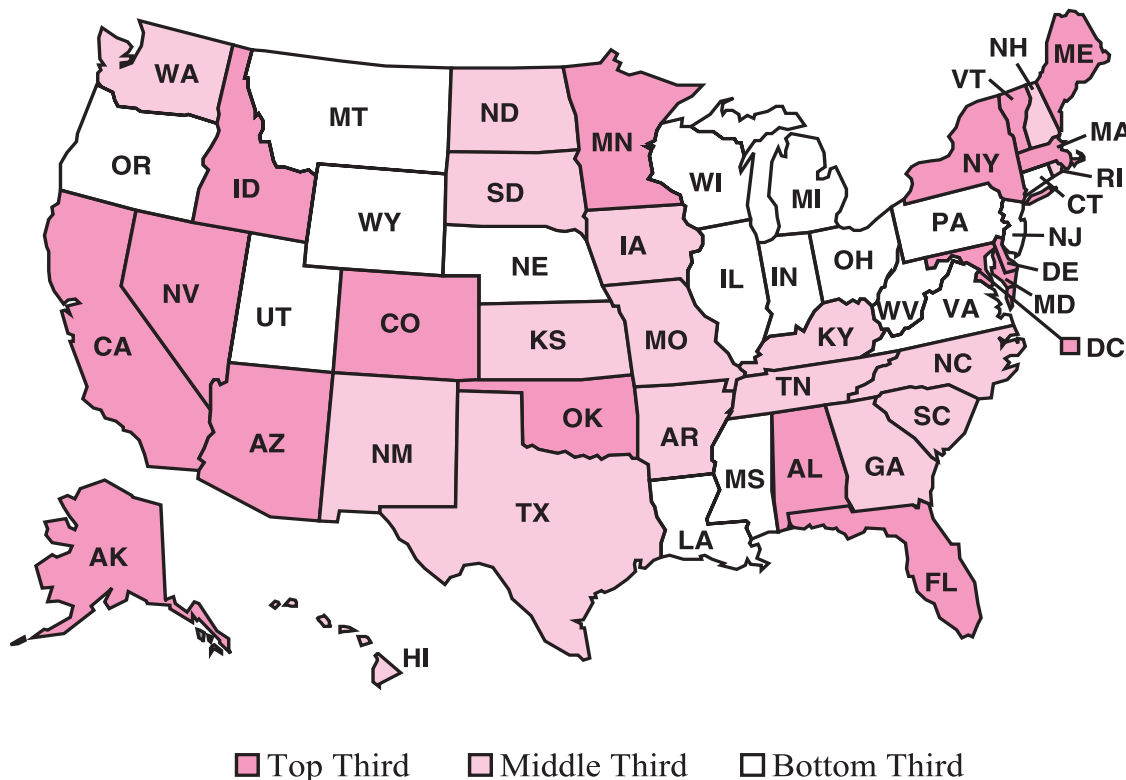 NH
ME
WA
VT
MT
ND
MN
MA
OR
NY
ID
SD
WI
MI
RI
WY
CT
PA
NJ
IA
NE
OH
DE
NV
IL
IN
UT
WV
VA
MD
CO
CA
KS
MO
KY
DC
NC
TN
OK
SC
AZ
AR
NM
GA
AL
MS
TX
LA
AK
FL
HI
Top Third Middle Third Bottom Third